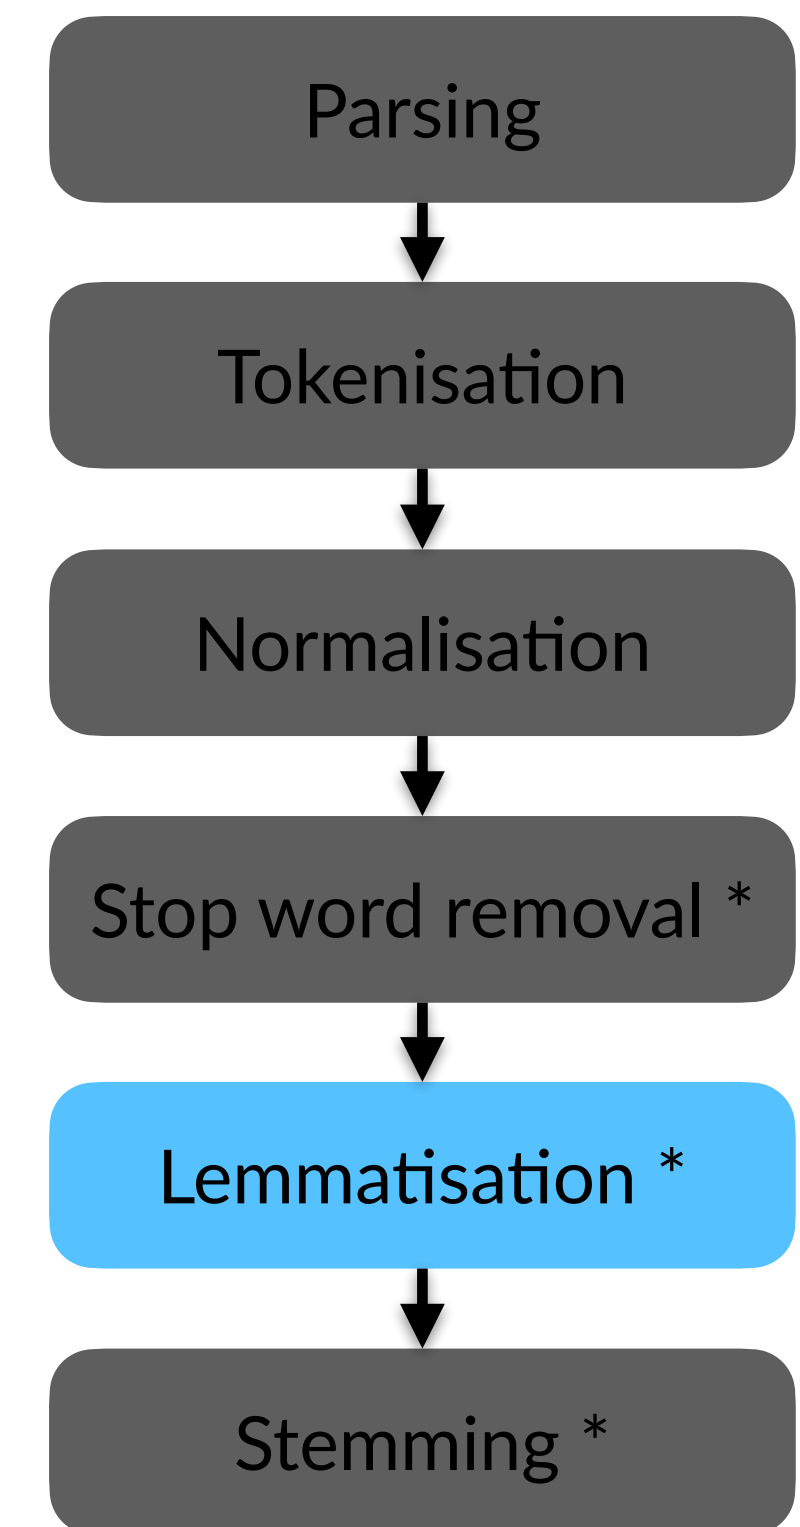 Parsing
Tokenisation
Normalisation
Stop word removal *
Lemmatisation *
Stemming *